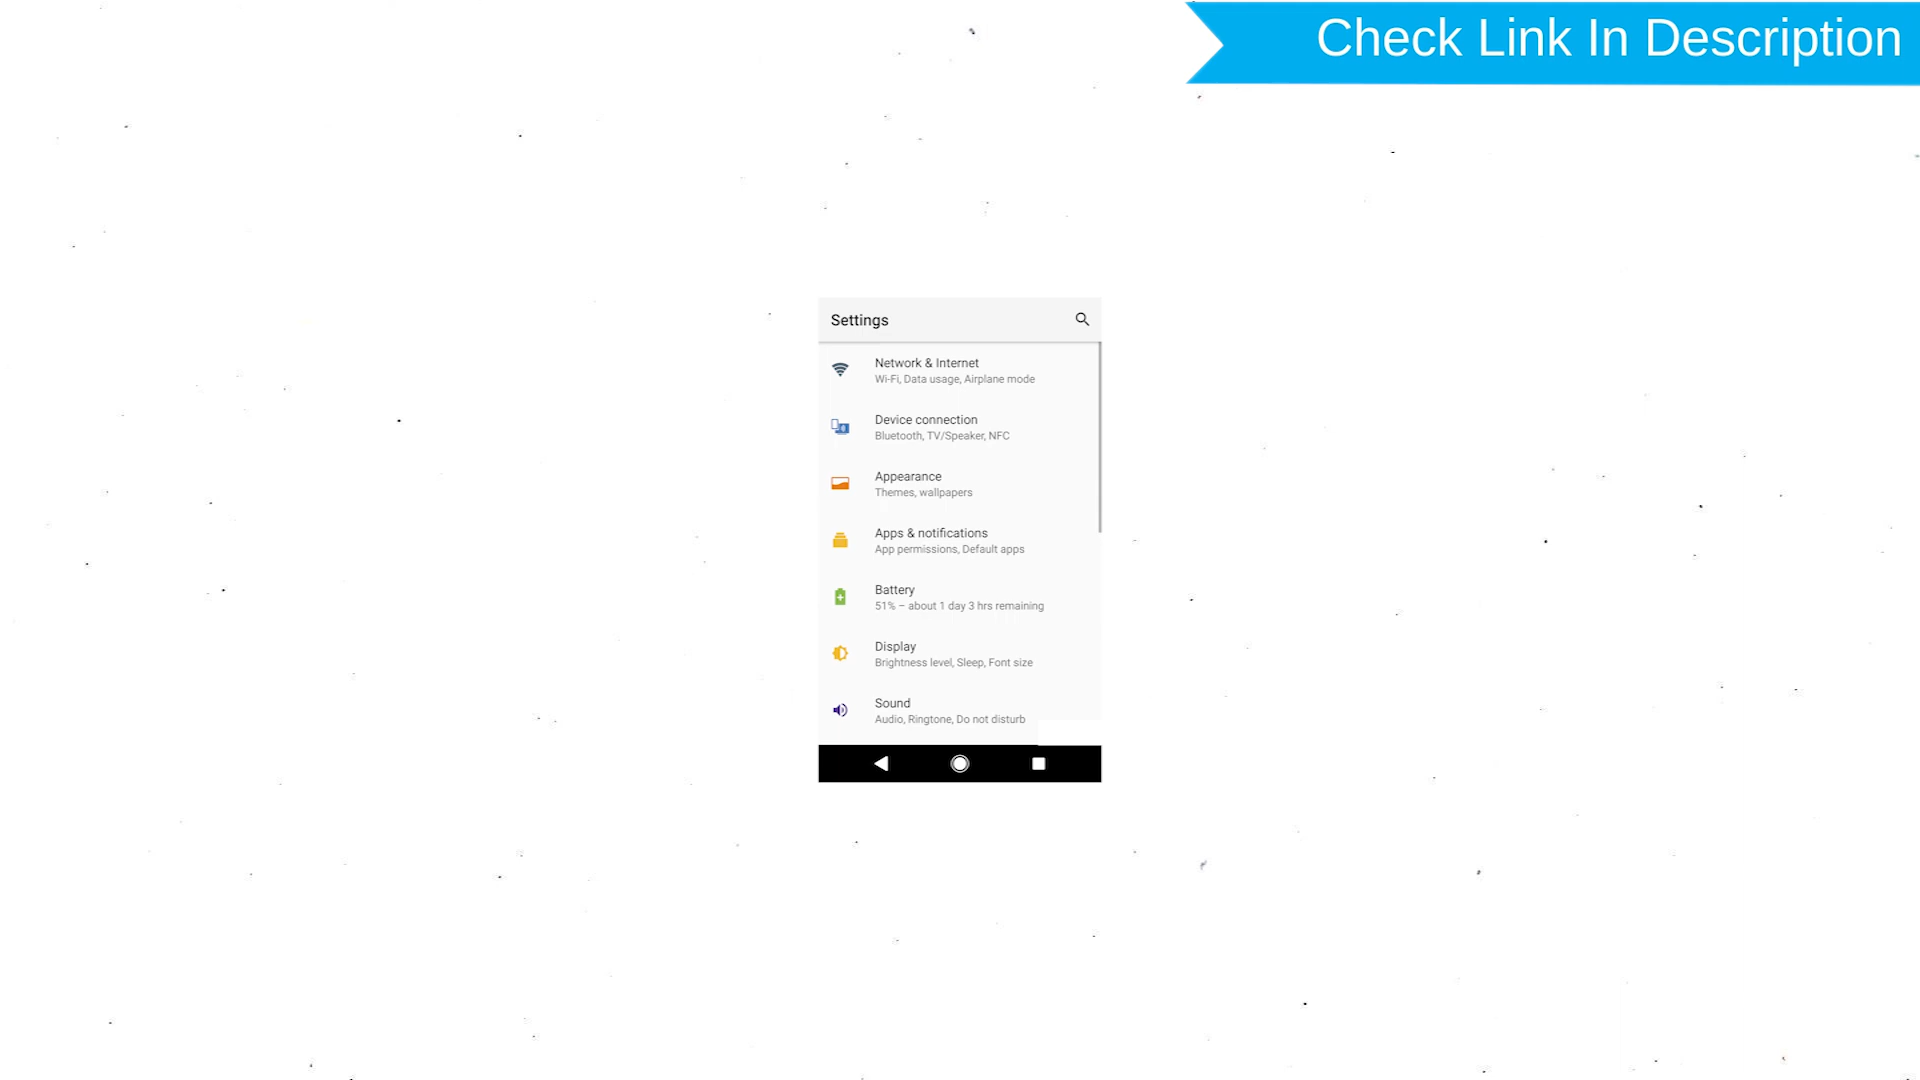 Check Link In Description
Settings
Network & Internet
Wi-Fi, Data usage, Airplane mode
Device connection
Bluetooth, TV/Speaker, NFC
Appearance
Themes, wallpapers
Apps & notifications
App permissions, Default apps
Battery
51% – about 1 day 3 hrs remaining
Display
Brightness level, Sleep, Font size
Sound
Audio, Ringtone, Do not disturb